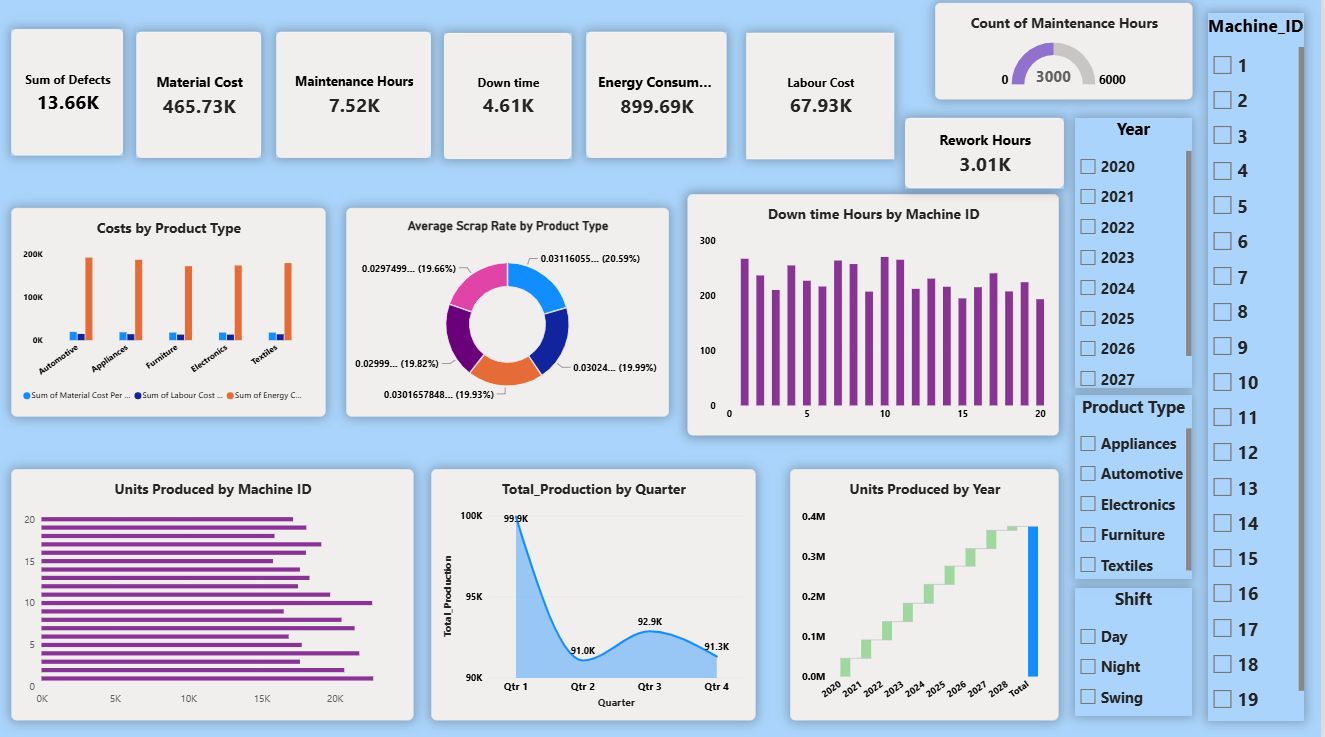 Sum of Defects
13.66K
Material Cost
465.73K
Maintenance Hours
7.52K
Down time
4.61K
Energy Consum...
899.69K
Labour Cost
67.93K
Count of Maintenance Hours
0
3000
6000
Rework Hours
3.01K
Machine_ID
1
2
3
4
5
6
7
8
9
10
11
12
13
14
15
16
17
18
19
Year
2020
2021
2022
2023
2024
2025
2026
2027
Product Type
Appliances
Automotive
Electronics
Furniture
Textiles
Shift
Day
Night
Swing
Costs by Product Type
200K
100K
0K
Automotive
Appliances
Furniture
Electronics
Textiles
Sum of Material Cost Per ...
Sum of Labour Cost ...
Sum of Energy C...
Average Scrap Rate by Product Type
0.03116055... (20.59%)
0.03024... (19.99%)
0.0301657848... (19.93%)
0.02999... (19.82%)
0.0297499... (19.66%)
Down time Hours by Machine ID
300
200
100
0
0
5
10
15
20
Units Produced by Machine ID
20
15
10
5
0
0K
5K
10K
15K
20K
Total_Production by Quarter
Total_Production
100K
95K
90K
99.9K
91.0K
92.9K
91.3K
Qtr 1
Qtr 2
Qtr 3
Qtr 4
Quarter
Units Produced by Year
0.4M
0.3M
0.2M
0.1M
0.0M
2020
2021
2022
2023
2024
2025
2026
2027
2028
Total